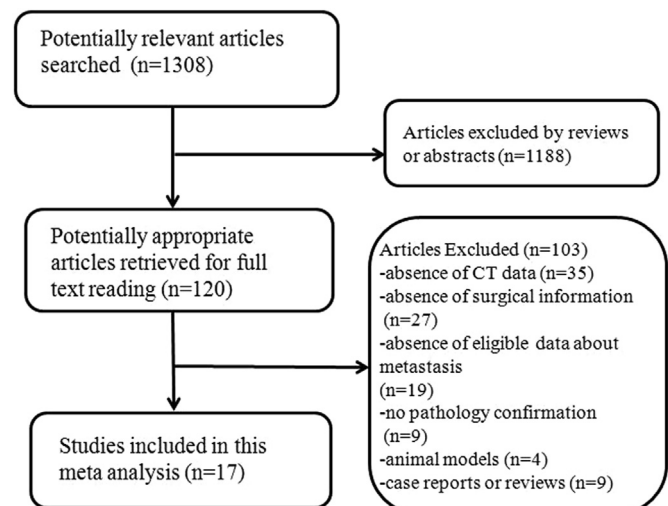 Potentially relevant articles
searched (n=1308)
Articles excluded by reviews
or abstracts (n=1188)
Potentially appropriate
articles retrieved for full
text reading (n=120)
Articles Excluded (n=103)
-absence of CT data (n=35)
-absence of surgical information
(n=27)
-absence of eligible data about
metastasis
(n=19)
-no pathology confirmation
(n=9)
-animal models (n=4)
-case reports or reviews (n=9)
Studies included in this
meta analysis (n=17)